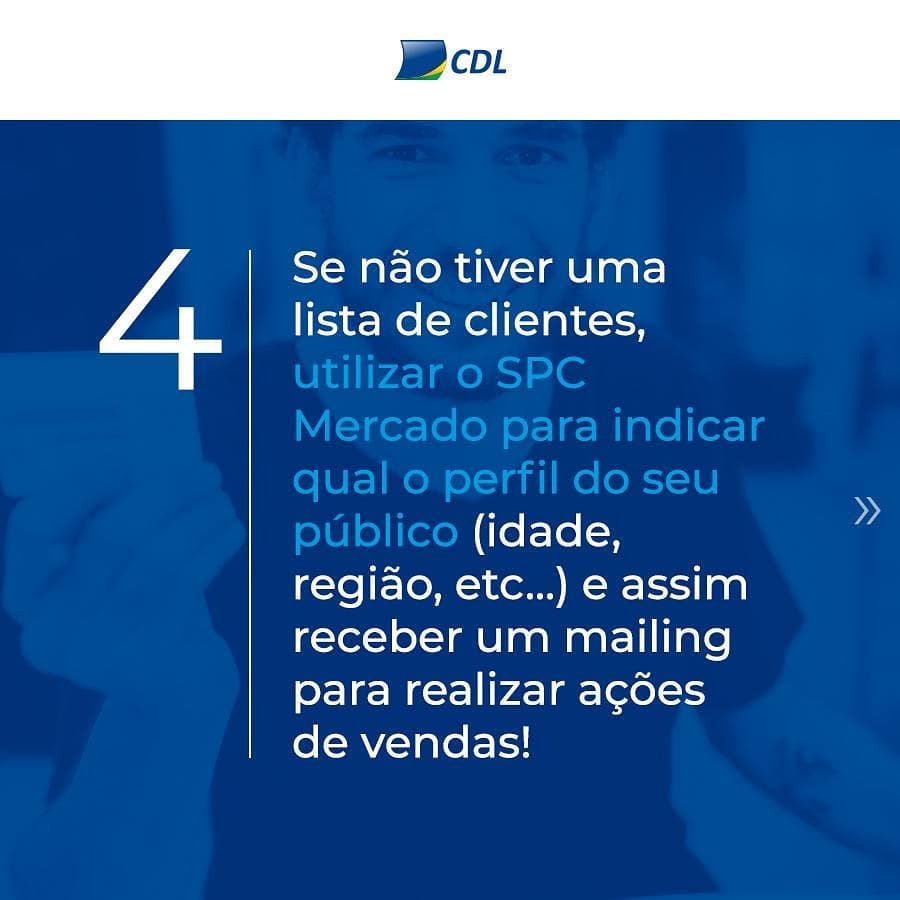 CDL
4
Se não tiver uma
lista de clientes,
utilizar o SPC
Mercado para indicar
qual o perfil do seu
público (idade,
região, etc...) e assim
receber um mailing
para realizar ações
de vendas!
»